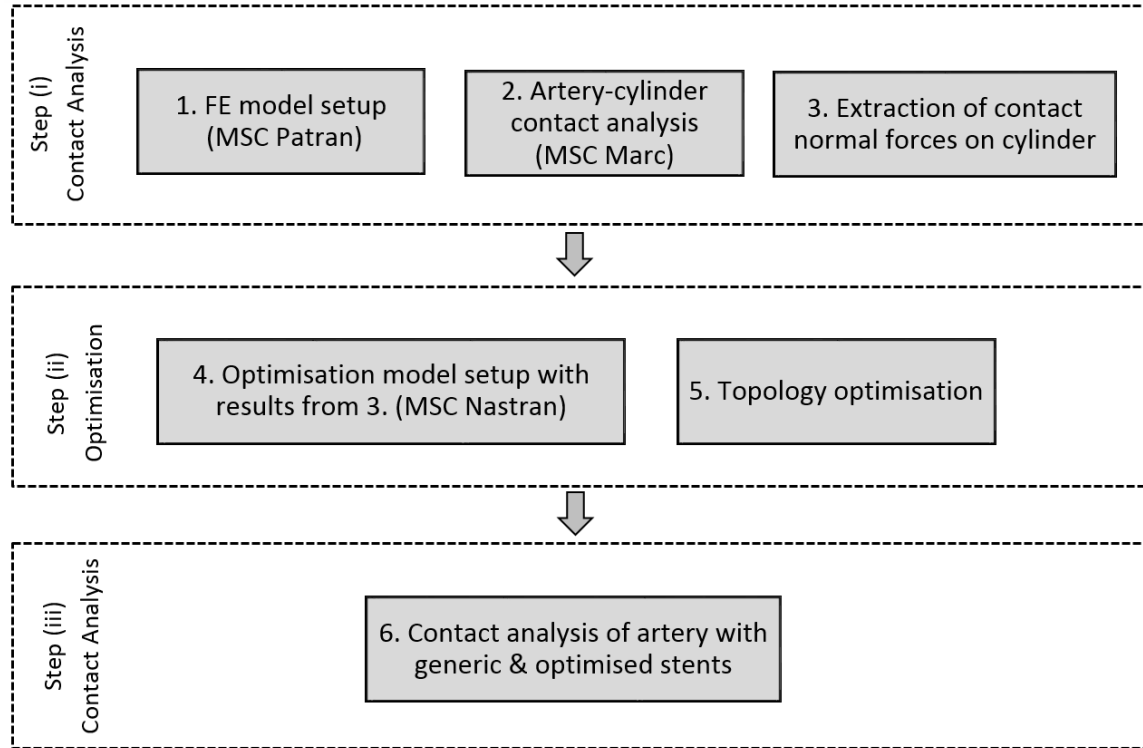 Step (i)
Contact Analysis
1. FE model setup
(MSC Patran)
2. Artery-cylinder
contact analysis
(MSC Marc)
3. Extraction of contact
normal forces on cylinder
Step (ii)
Optimisation
4. Optimisation model setup with
results from 3. (MSC Nastran)
5. Topology optimisation
Step (iii)
Contact Analysis
6. Contact analysis of artery with
generic & optimised stents